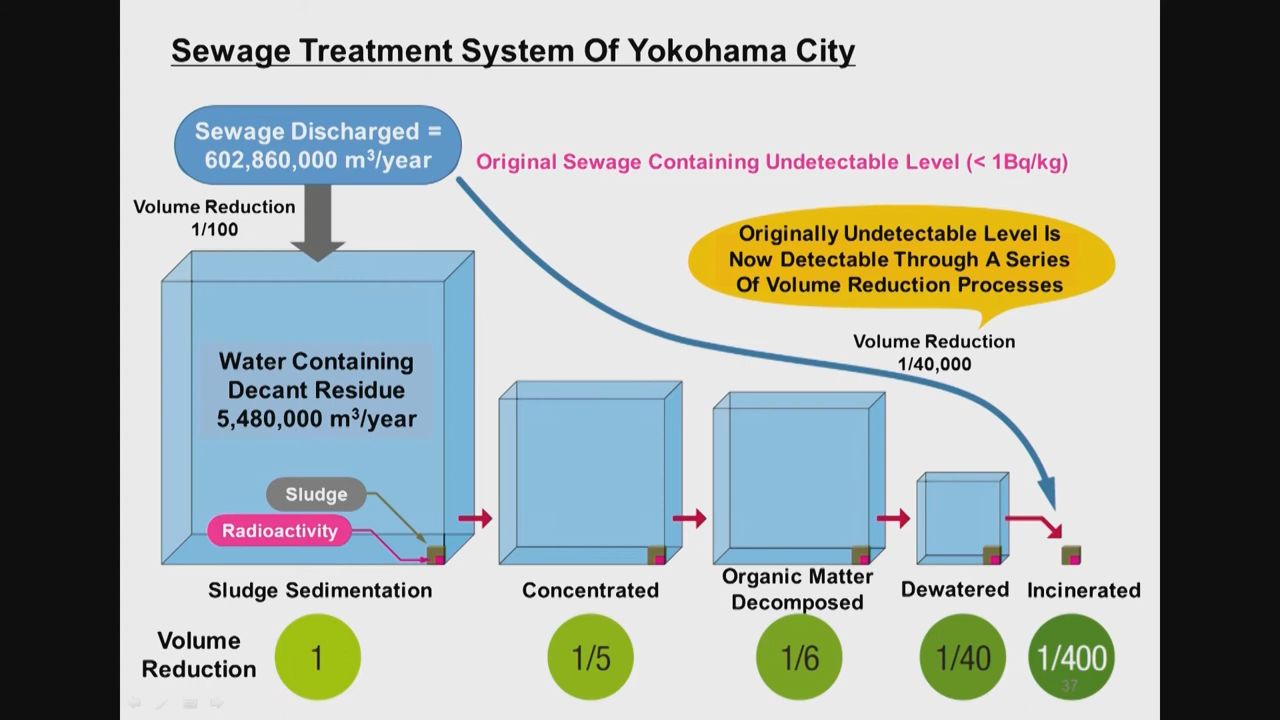 Sewage Treatment System Of Yokohama City
Sewage Discharged =
602,860,000 m³/year
Original Sewage Containing Undetectable Level (< 1Bq/kg)
Volume Reduction
1/100
Originally Undetectable Level Is
Now Detectable Through A Series
Of Volume Reduction Processes
Volume Reduction
1/40,000
Water Containing
Decant Residue
5,480,000 m³/year
Sludge
Radioactivity
Sludge Sedimentation
Concentrated
Organic Matter
Decomposed
Dewatered
Incinerated
Volume
Reduction
1
1/5
1/6
1/40
1/400
37